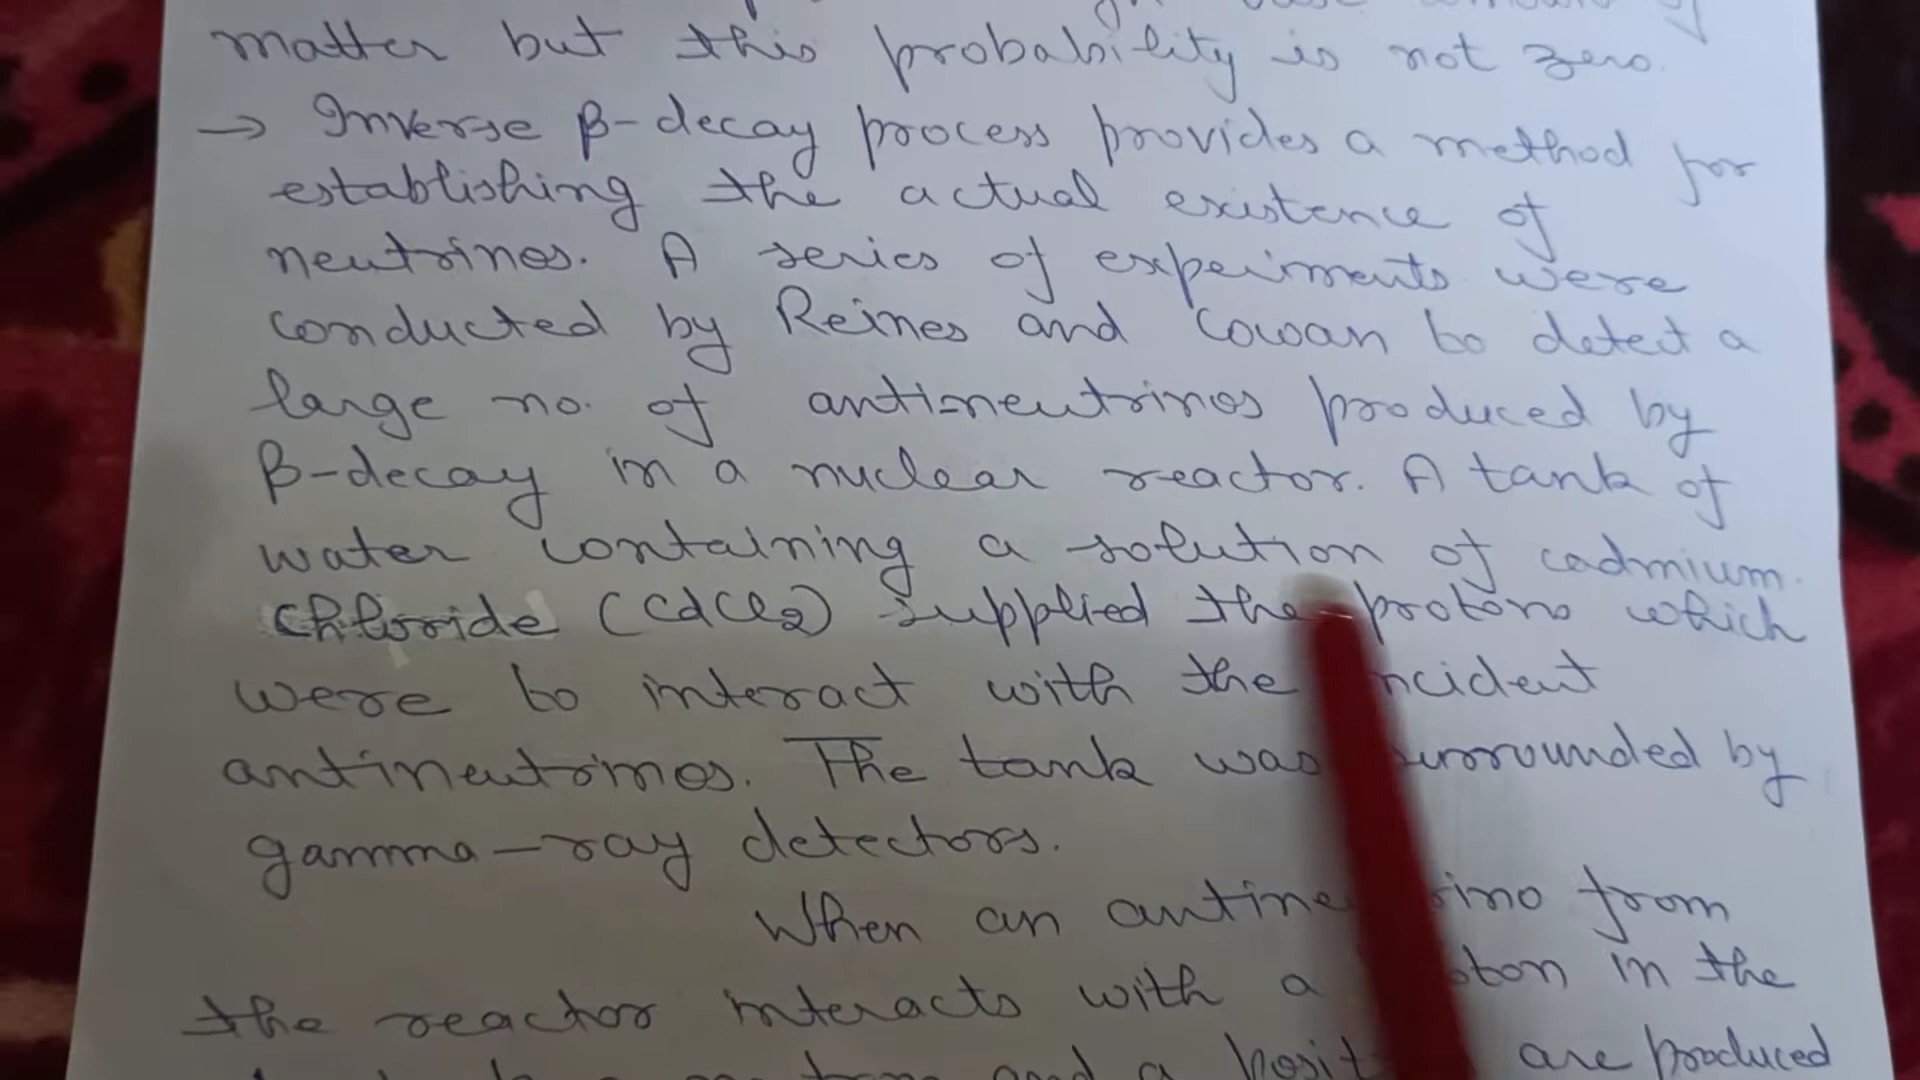 matter but this probability is not zero.
→ Inverse β-decay process provides a method for
establishing the actual existence of
neutrinos. A series of experiments were
conducted by Reines and Cowan to detect a
large no. of antineutrinos produced by
β-decay in a nuclear reactor. A tank of
water containing a solution of cadmium
chloride (CdCl2) supplied the protons which
were to interact with the incident
antineutrinos. The tank was surrounded by
gamma-ray detectors.
When an antineutrino from
the reactor interacts with a proton in the
and a are produced